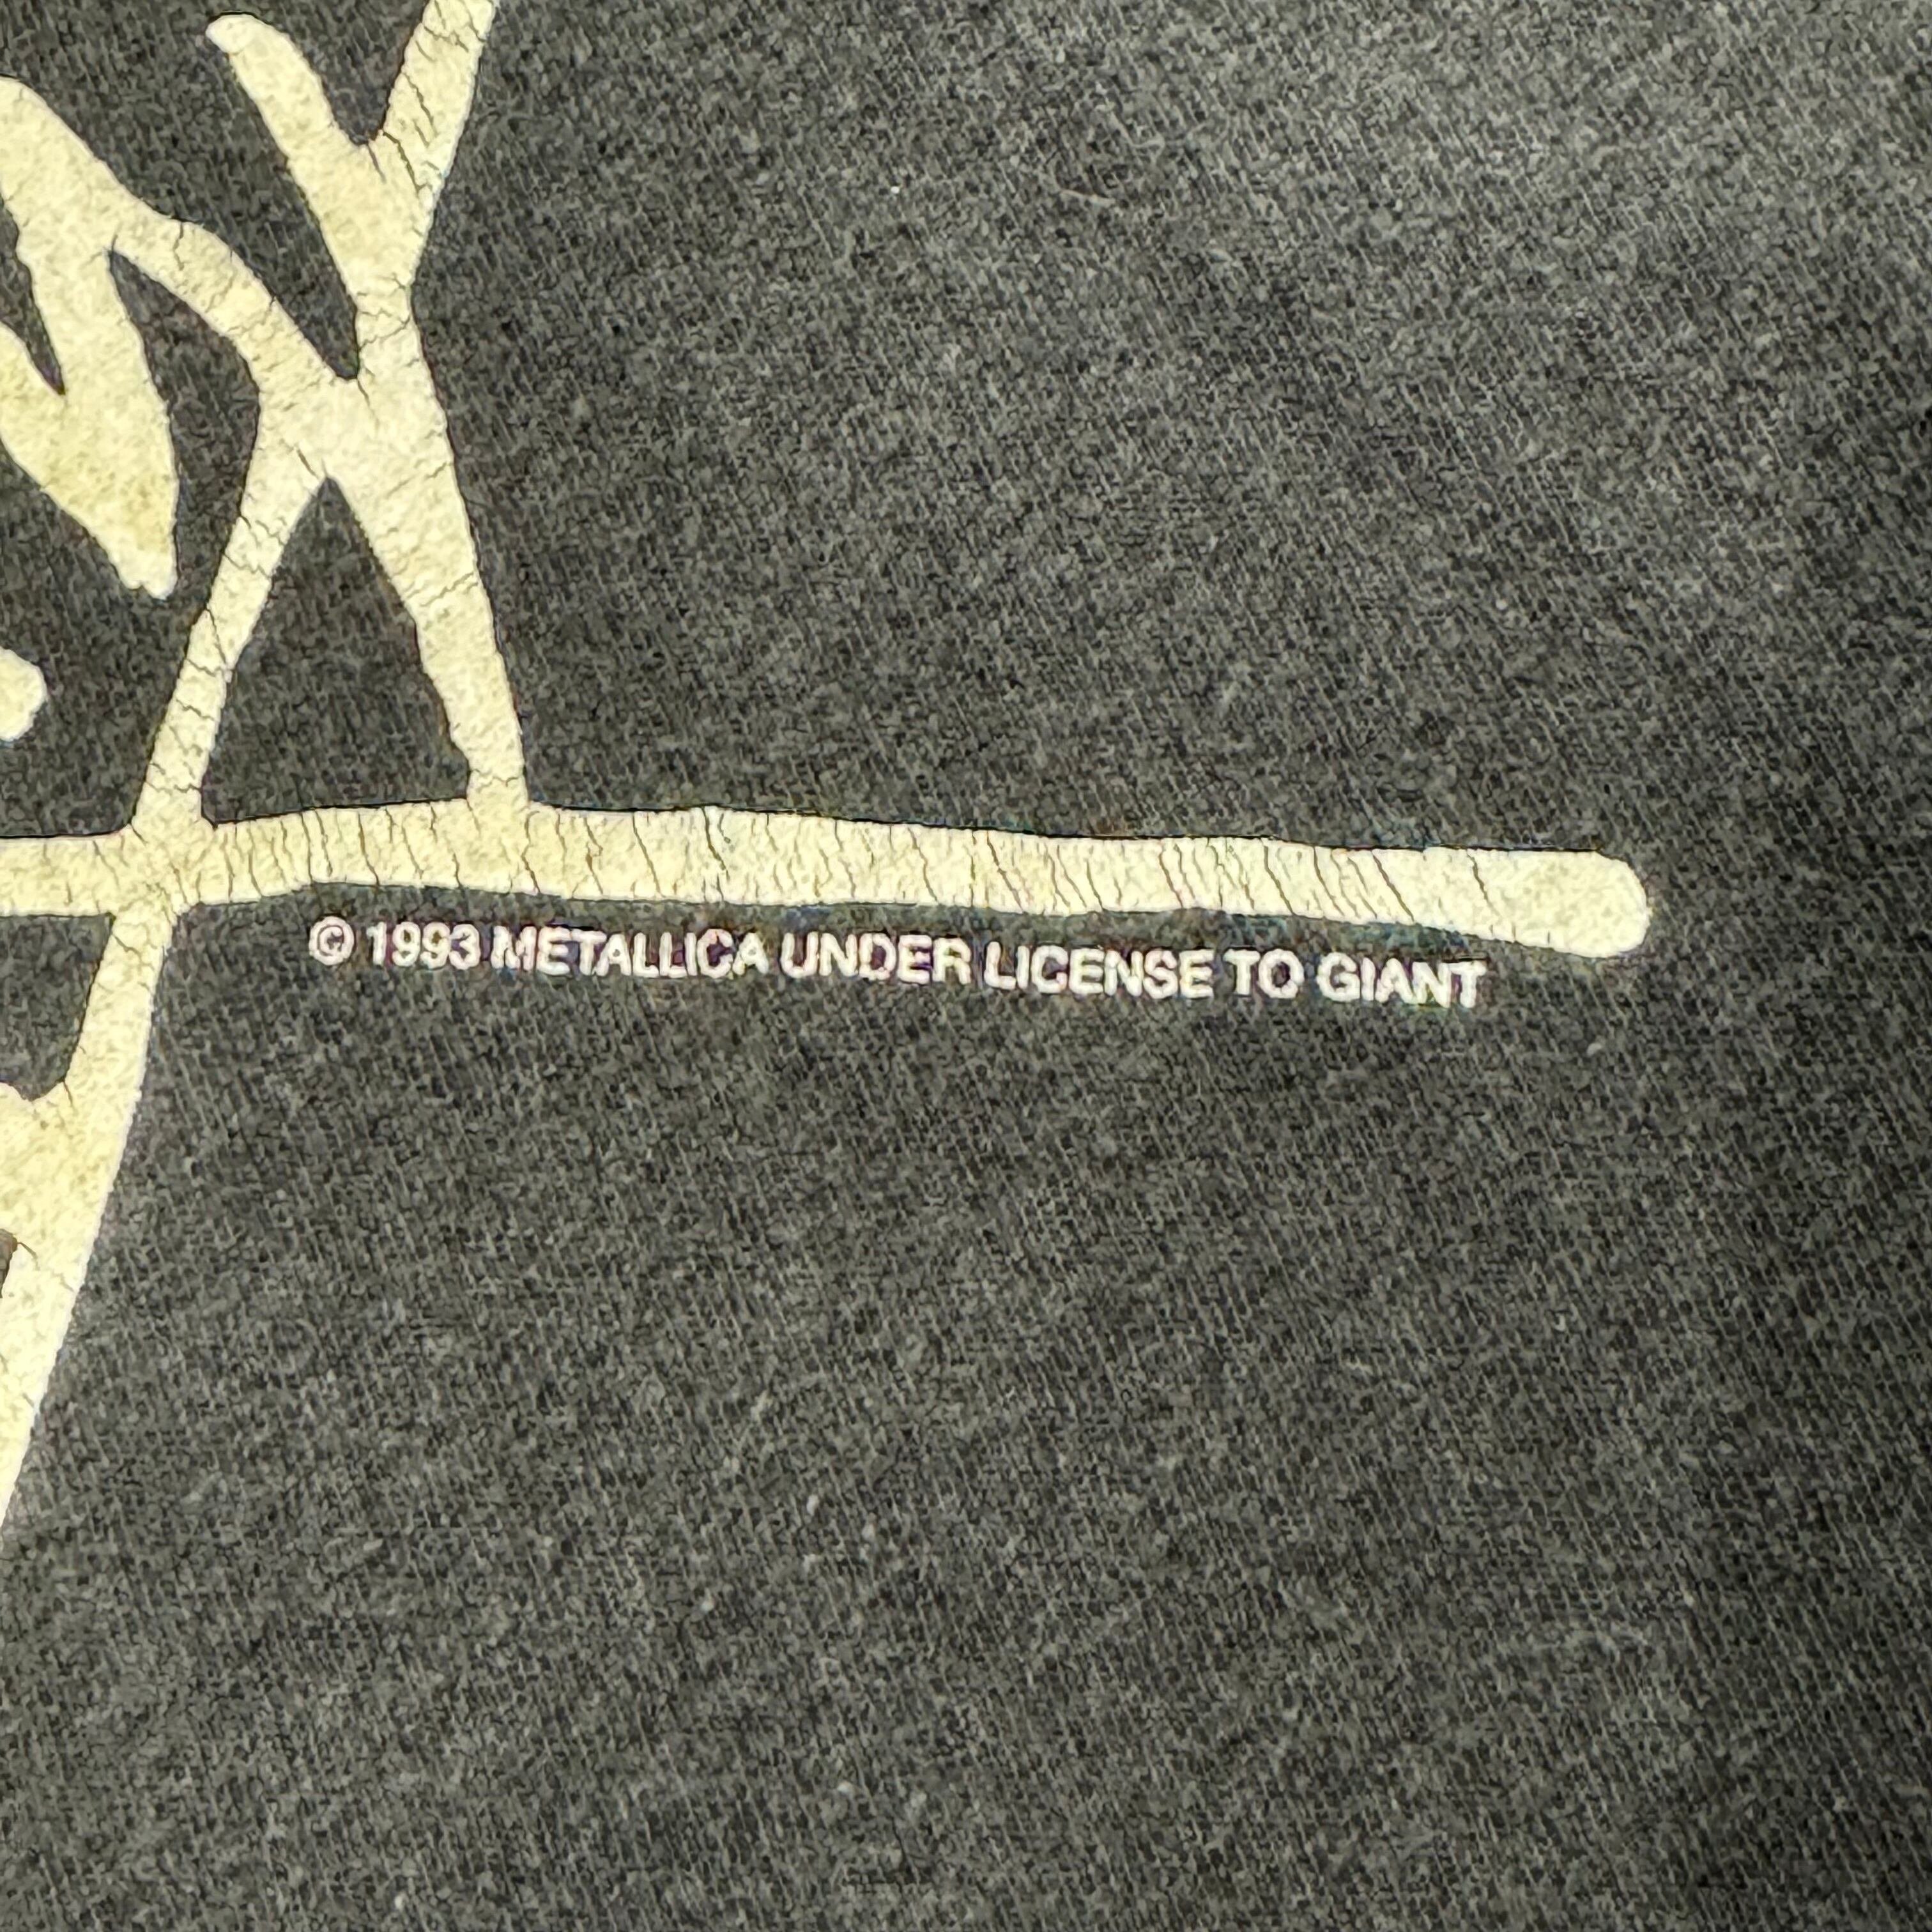 © 1993 METALLICA UNDER LICENSE TO GIANT